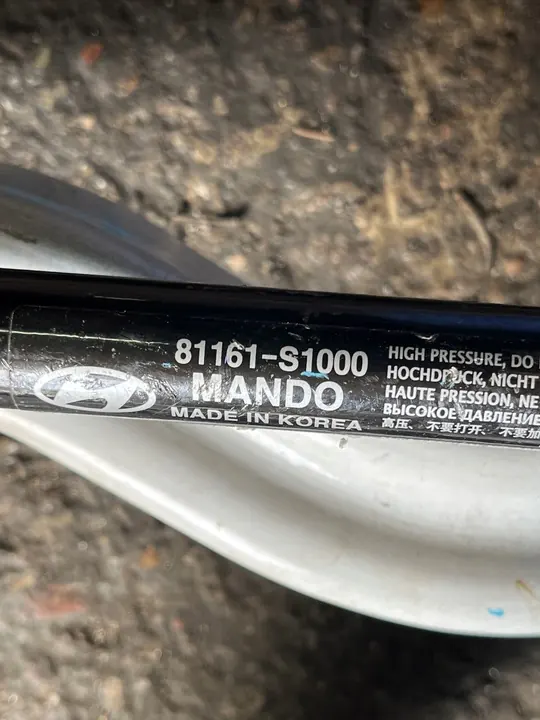 81161-S1000
MANDO
MADE IN KOREA
HIGH PRESSURE, DO
HOCHDRUCK, NICHT
HAUTE PRESSION, NE
ВЫСОКОЕ ДАВЛЕНИЕ
高压、不要打开、不要加